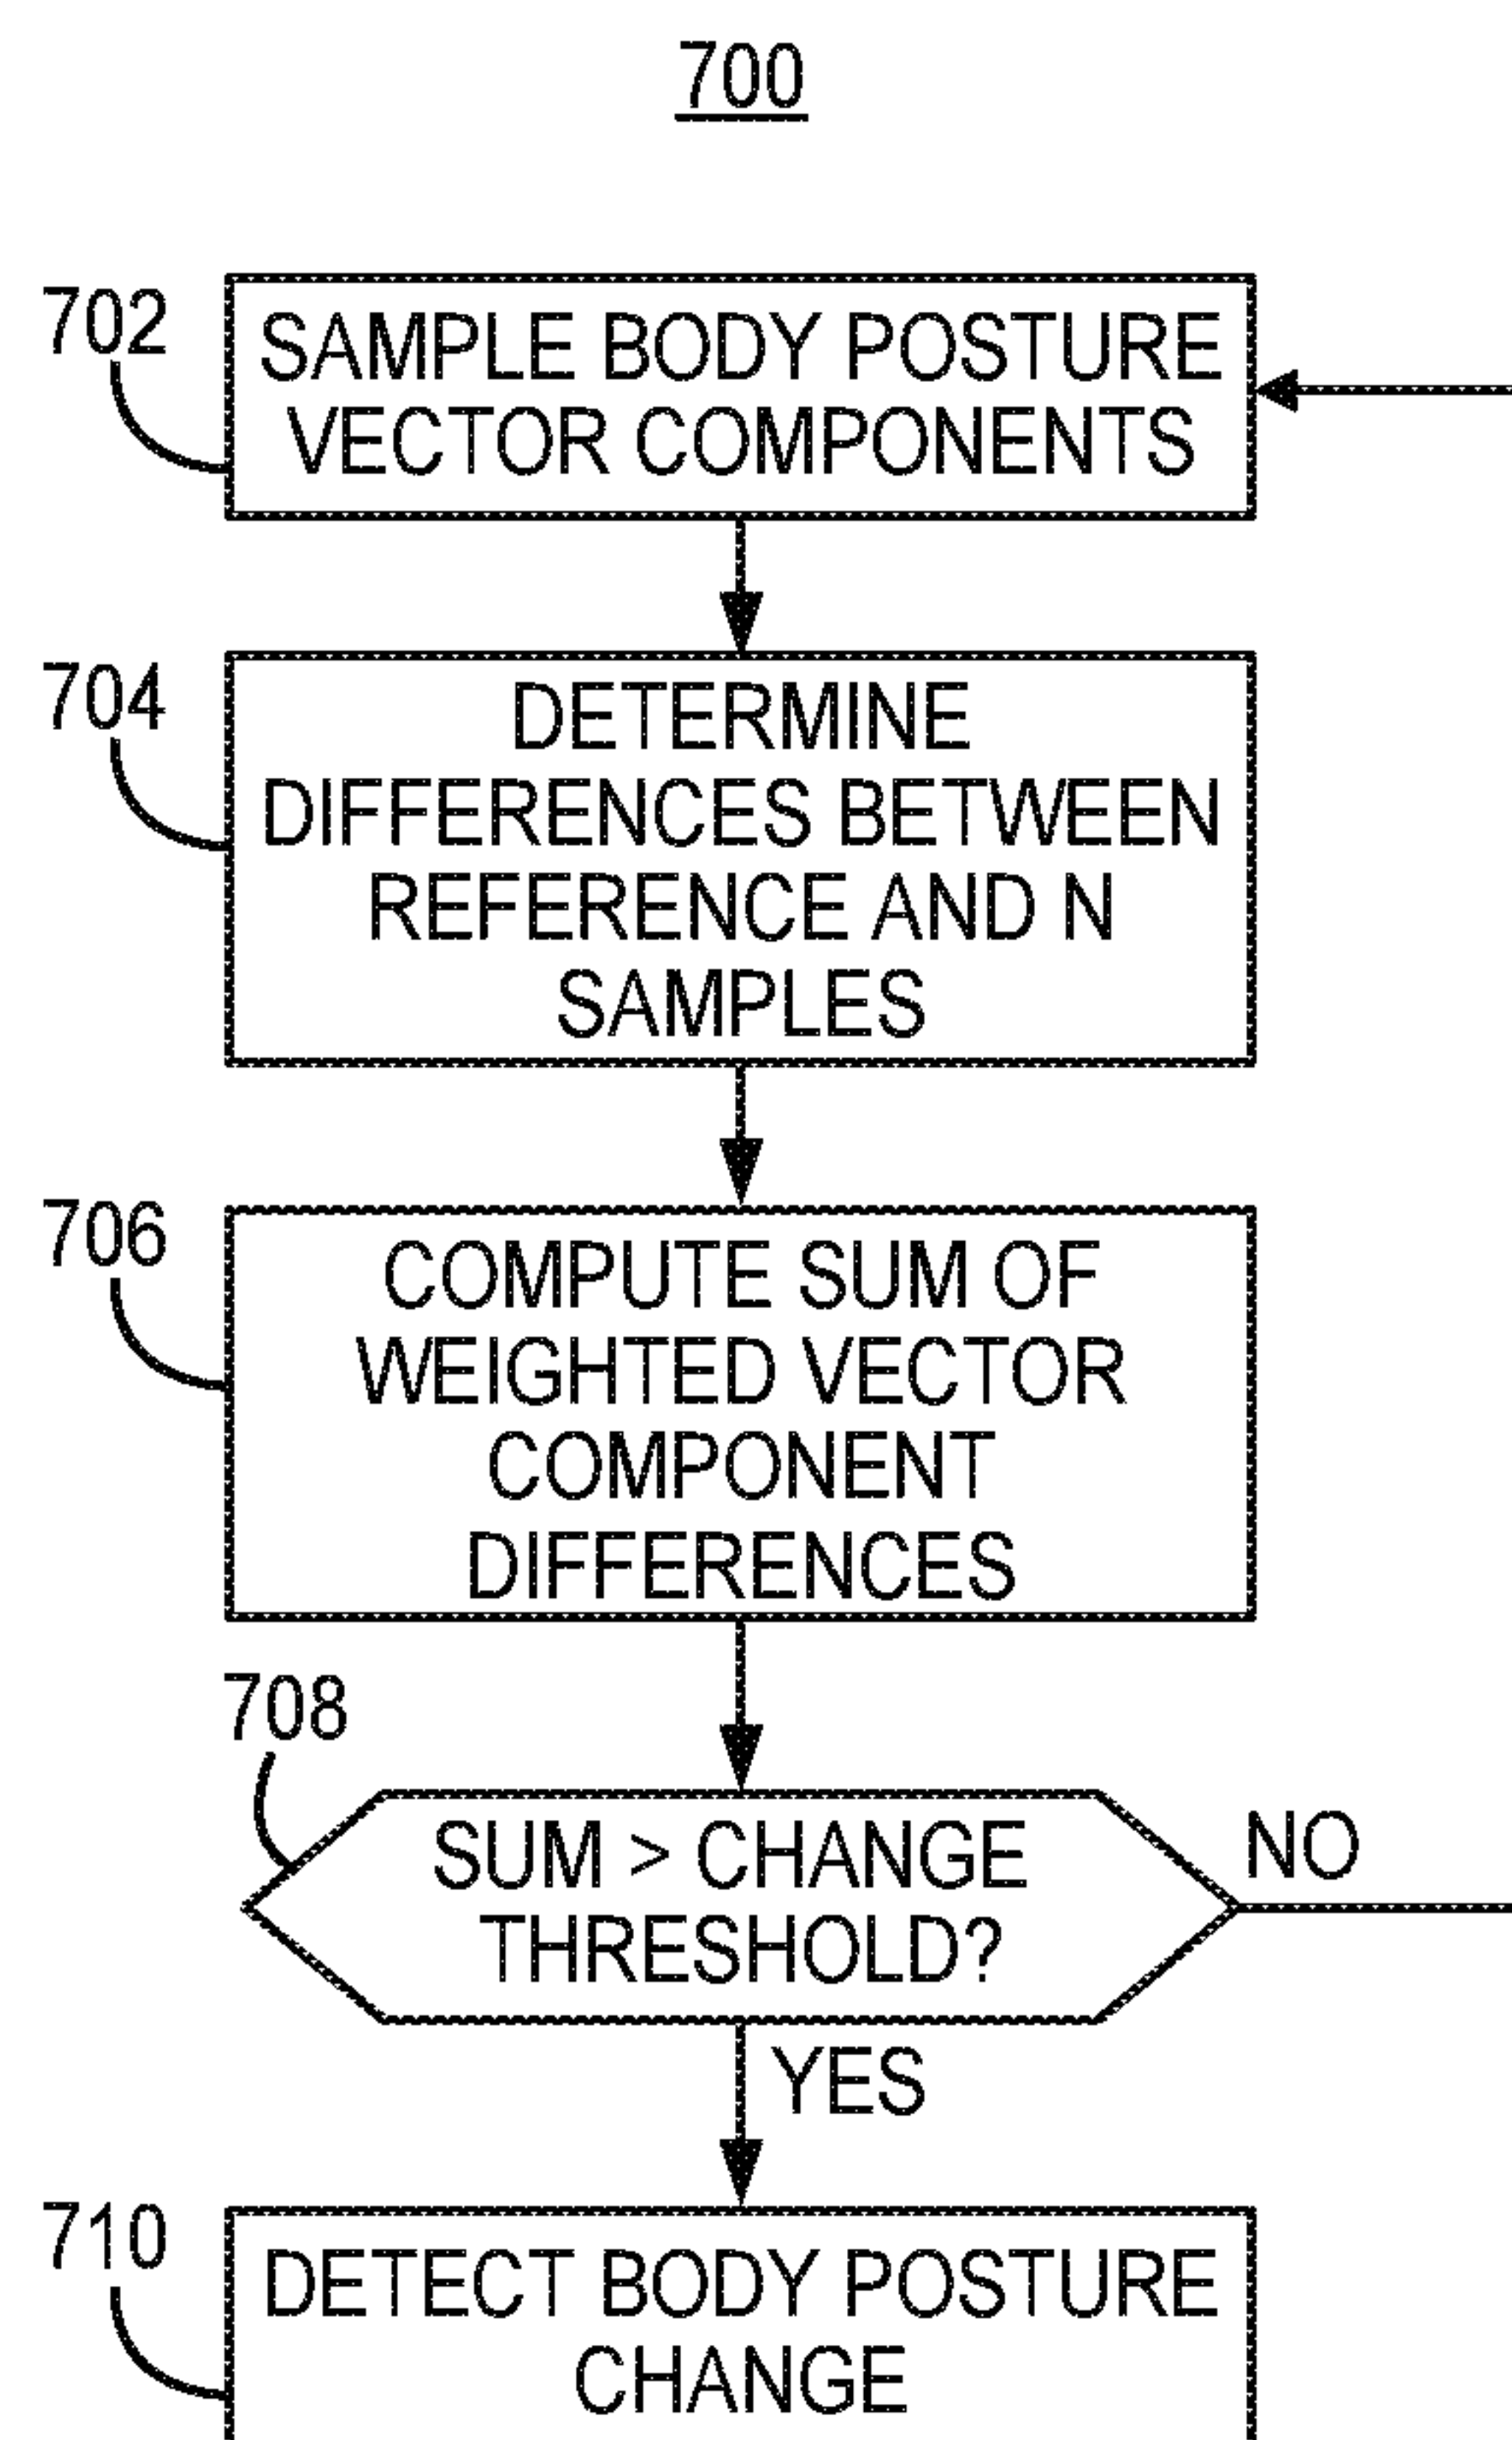 700
702
SAMPLE BODY POSTURE
VECTOR COMPONENTS
704
DETERMINE
DIFFERENCES BETWEEN
REFERENCE AND N
SAMPLES
706
COMPUTE SUM OF
WEIGHTED VECTOR
COMPONENT
DIFFERENCES
708
SUM > CHANGE
THRESHOLD?
NO
YES
710
DETECT BODY POSTURE
CHANGE